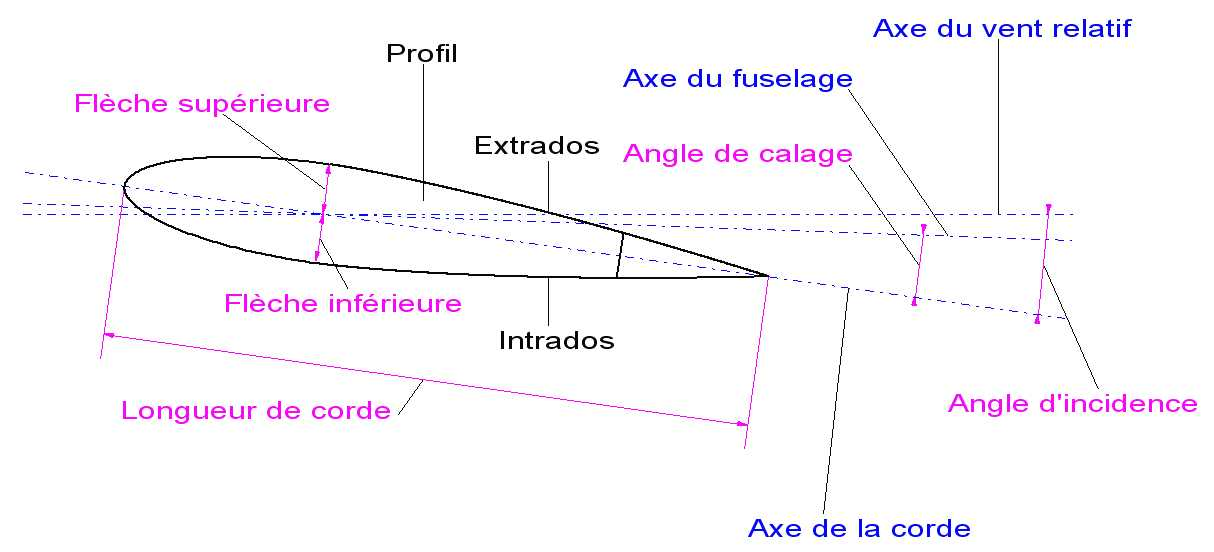 Axe du vent relatif
Profil
Axe du fuselage
Flèche supérieure
Extrados
Angle de calage
Flèche inférieure
Intrados
Longueur de corde
Angle d'incidence
Axe de la corde